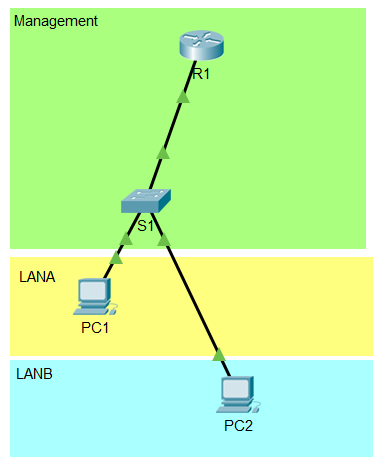 Management
R1
S1
LANA
PC1
LANB
PC2